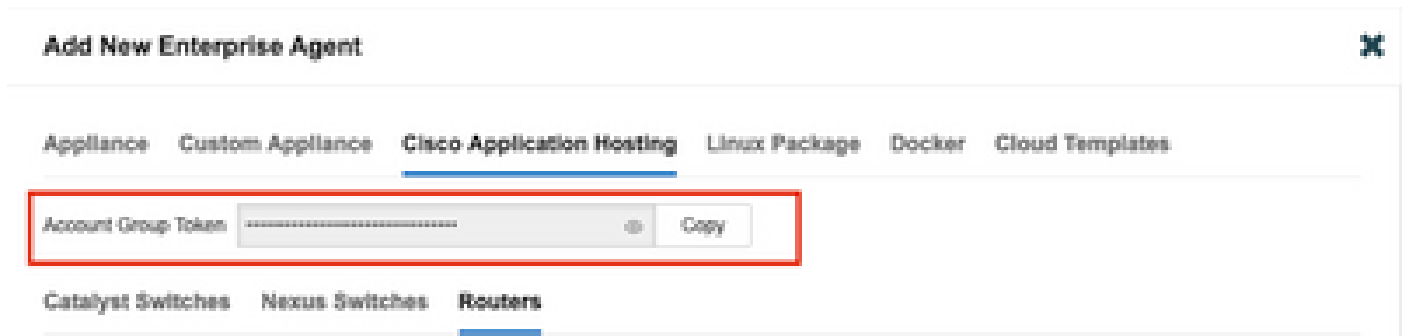 Add New Enterprise Agent
Appliance Custom Appliance Cisco Application Hosting Linux Package Docker Cloud Templates
Account Group Token Copy
Catalyst Switches Nexus Switches Routers